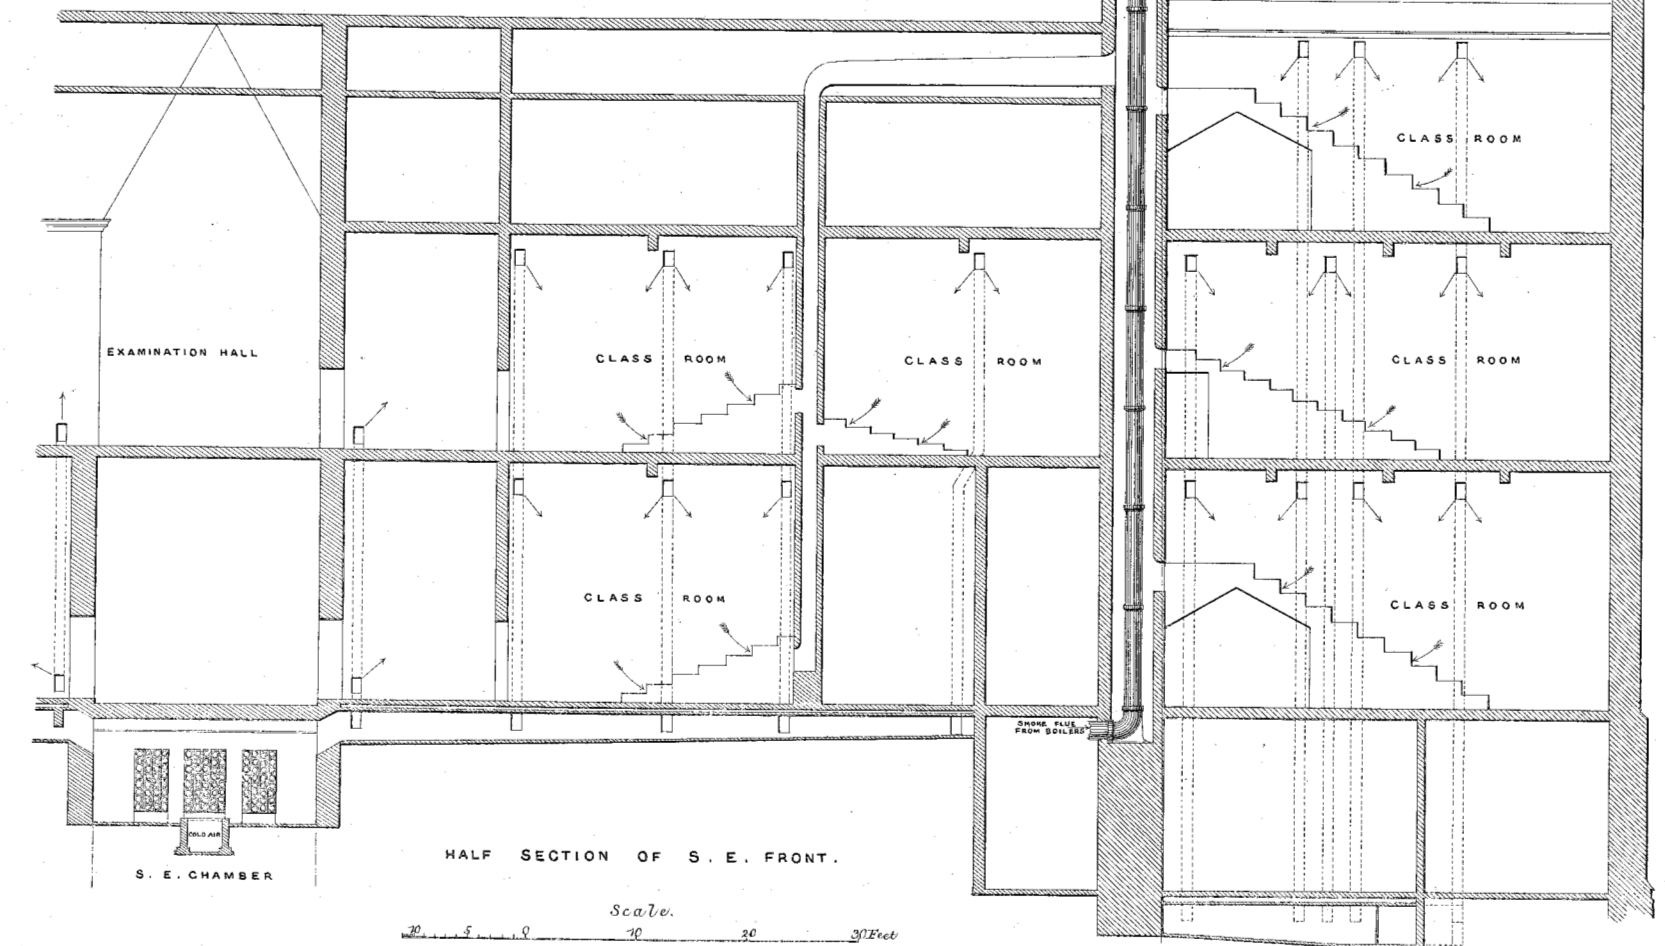 CLASS ROOM
EXAMINATION HALL
CLASS ROOM
CLASS ROOM
CLASS ROOM
CLASS ROOM
CLASS ROOM
SMOKE FLUE
FROM BOILERS
COLD AIR
S. E. CHAMBER
HALF SECTION OF S. E. FRONT.
Scale.
10 5 0 10 20 30 Feet